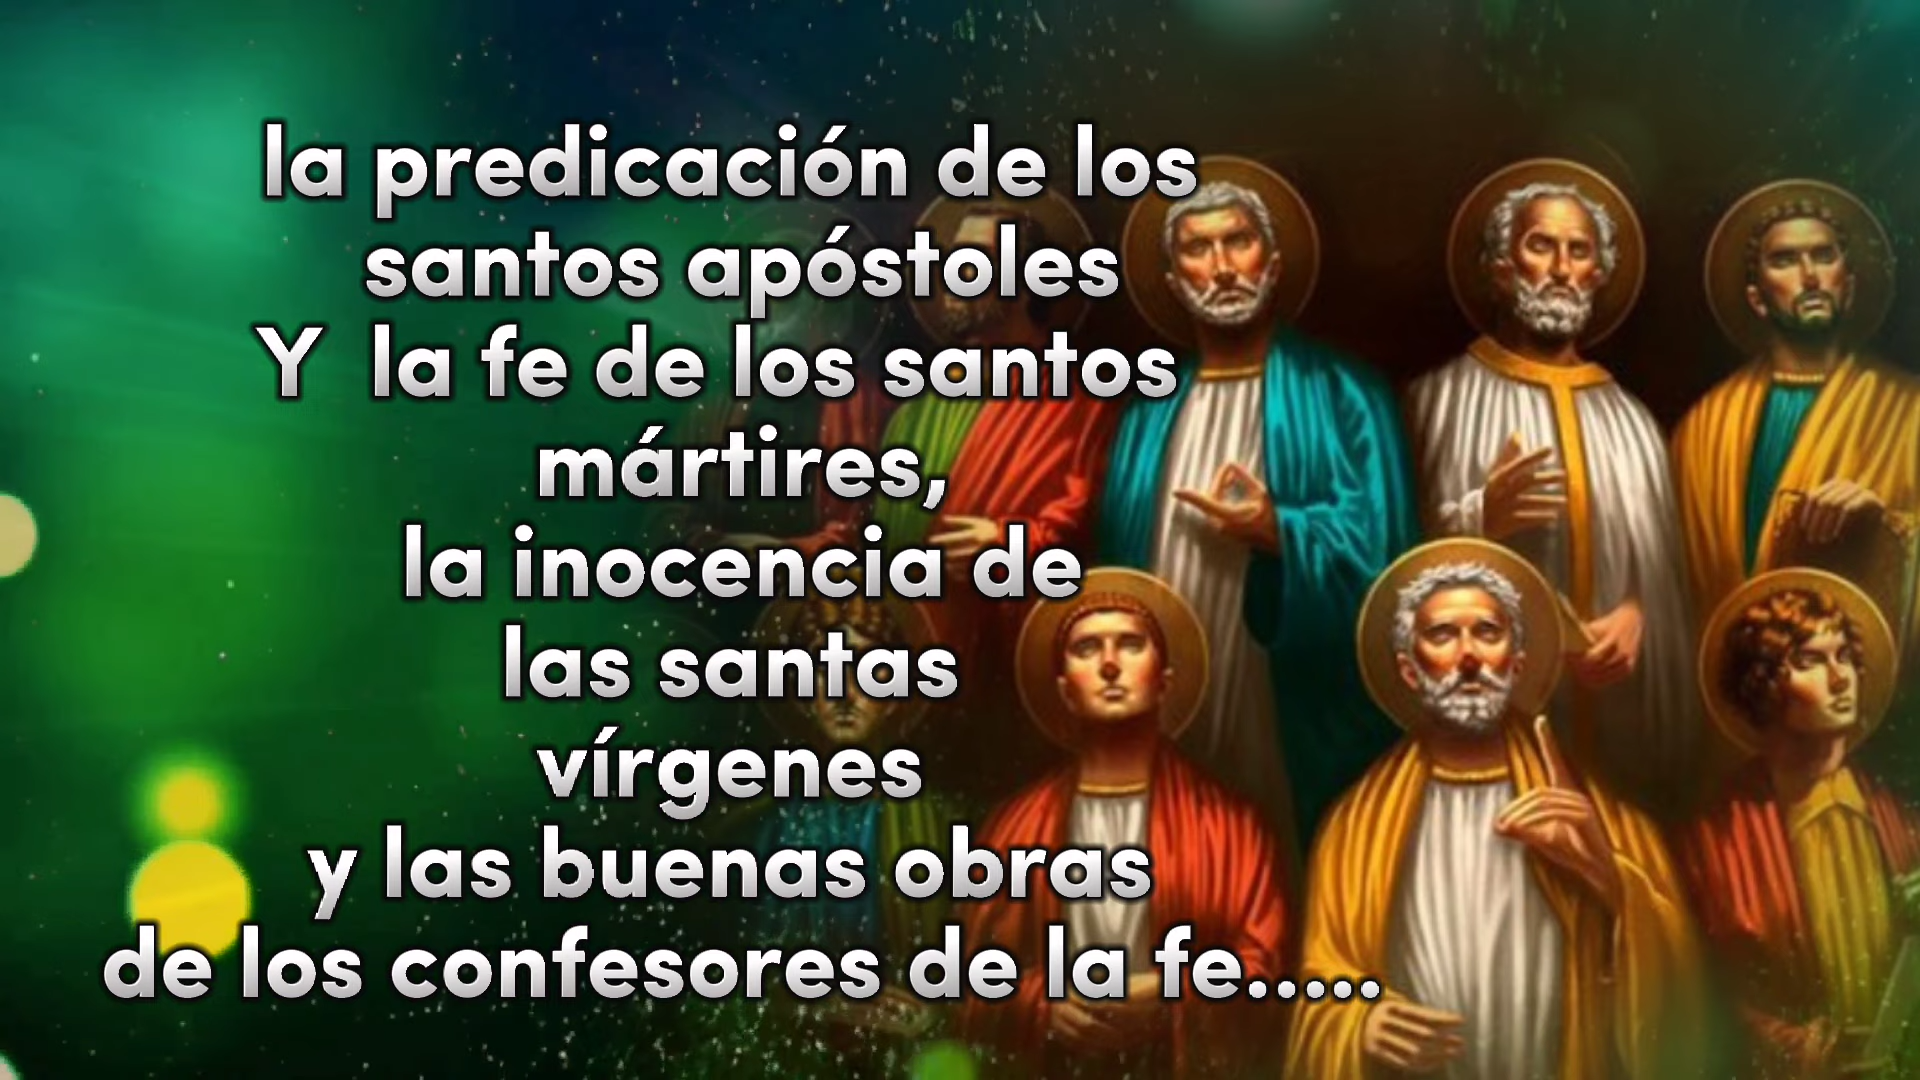 la predicación de los
santos apóstoles
Y la fe de los santos
mártires,
la inocencia de
las santas
vírgenes
y las buenas obras
de los confesores de la fe.....